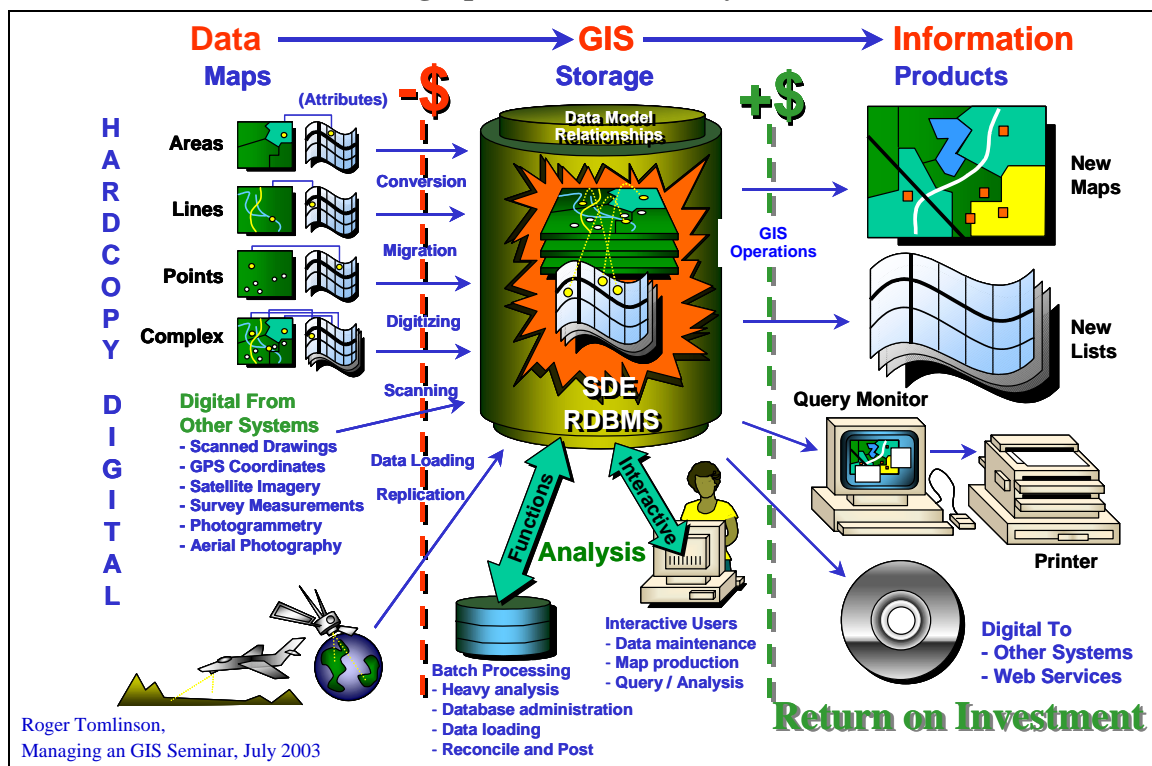 Data
GIS
Information
Maps
Storage
Products
(Attributes)
-$
+$
HARDCOPY
DIGITAL
Areas
Lines
Points
Complex
Conversion
Migration
Digitizing
Scanning
Data Loading
Replication
Digital From
Other Systems
- Scanned Drawings
- GPS Coordinates
- Satellite Imagery
- Survey Measurements
- Photogrammetry
- Aerial Photography
Data Model
Relationships
SDE
RDBMS
Functions
Interactive
Analysis
Batch Processing
- Heavy analysis
- Database administration
- Data loading
- Reconcile and Post
Interactive Users
- Data maintenance
- Map production
- Query / Analysis
GIS
Operations
New
Maps
New
Lists
Query Monitor
Printer
Digital To
- Other Systems
- Web Services
Return on Investment
Roger Tomlinson,
Managing an GIS Seminar, July 2003